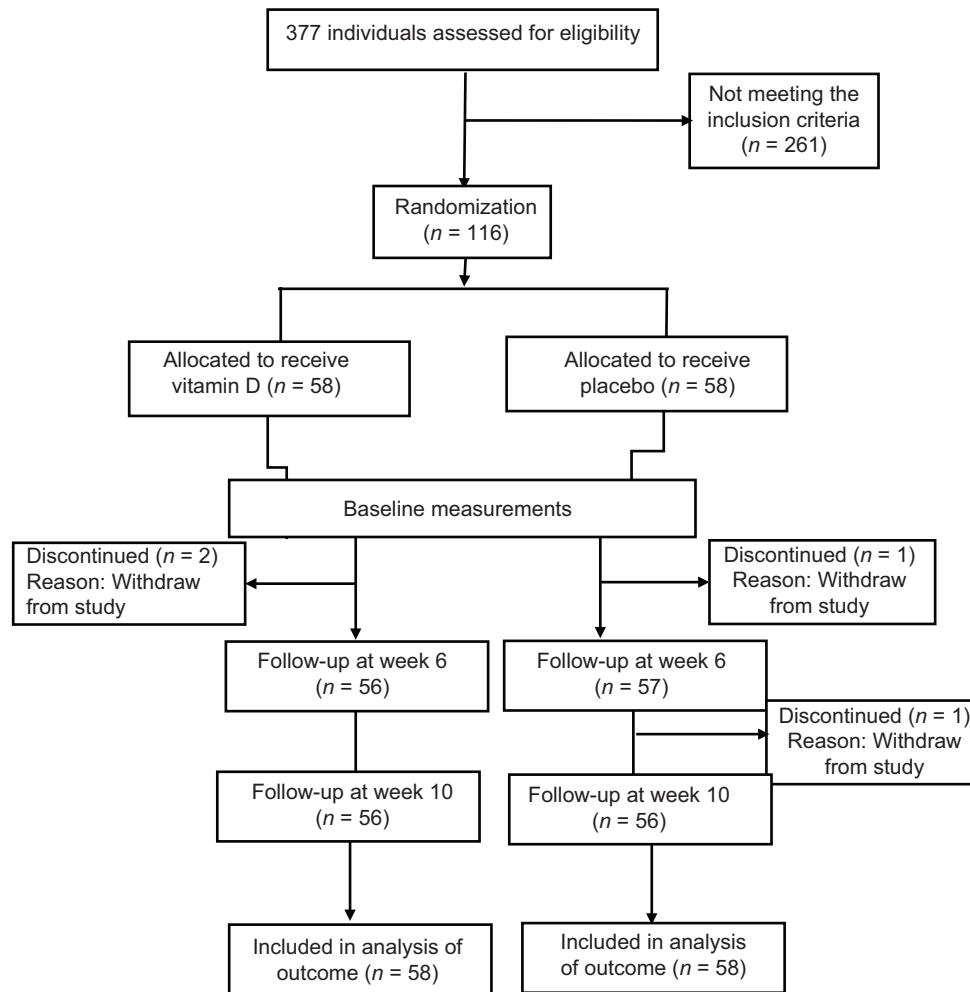 377 individuals assessed for eligibility
Not meeting the
inclusion criteria
(n = 261)
Randomization
(n = 116)
Allocated to receive
vitamin D (n = 58)
Allocated to receive
placebo (n = 58)
Baseline measurements
Discontinued (n = 2)
Reason: Withdraw
from study
Discontinued (n = 1)
Reason: Withdraw
from study
Follow-up at week 6
(n = 56)
Follow-up at week 6
(n = 57)
Discontinued (n = 1)
Reason: Withdraw
from study
Follow-up at week 10
(n = 56)
Follow-up at week 10
(n = 56)
Included in analysis of
outcome (n = 58)
Included in analysis
of outcome (n = 58)